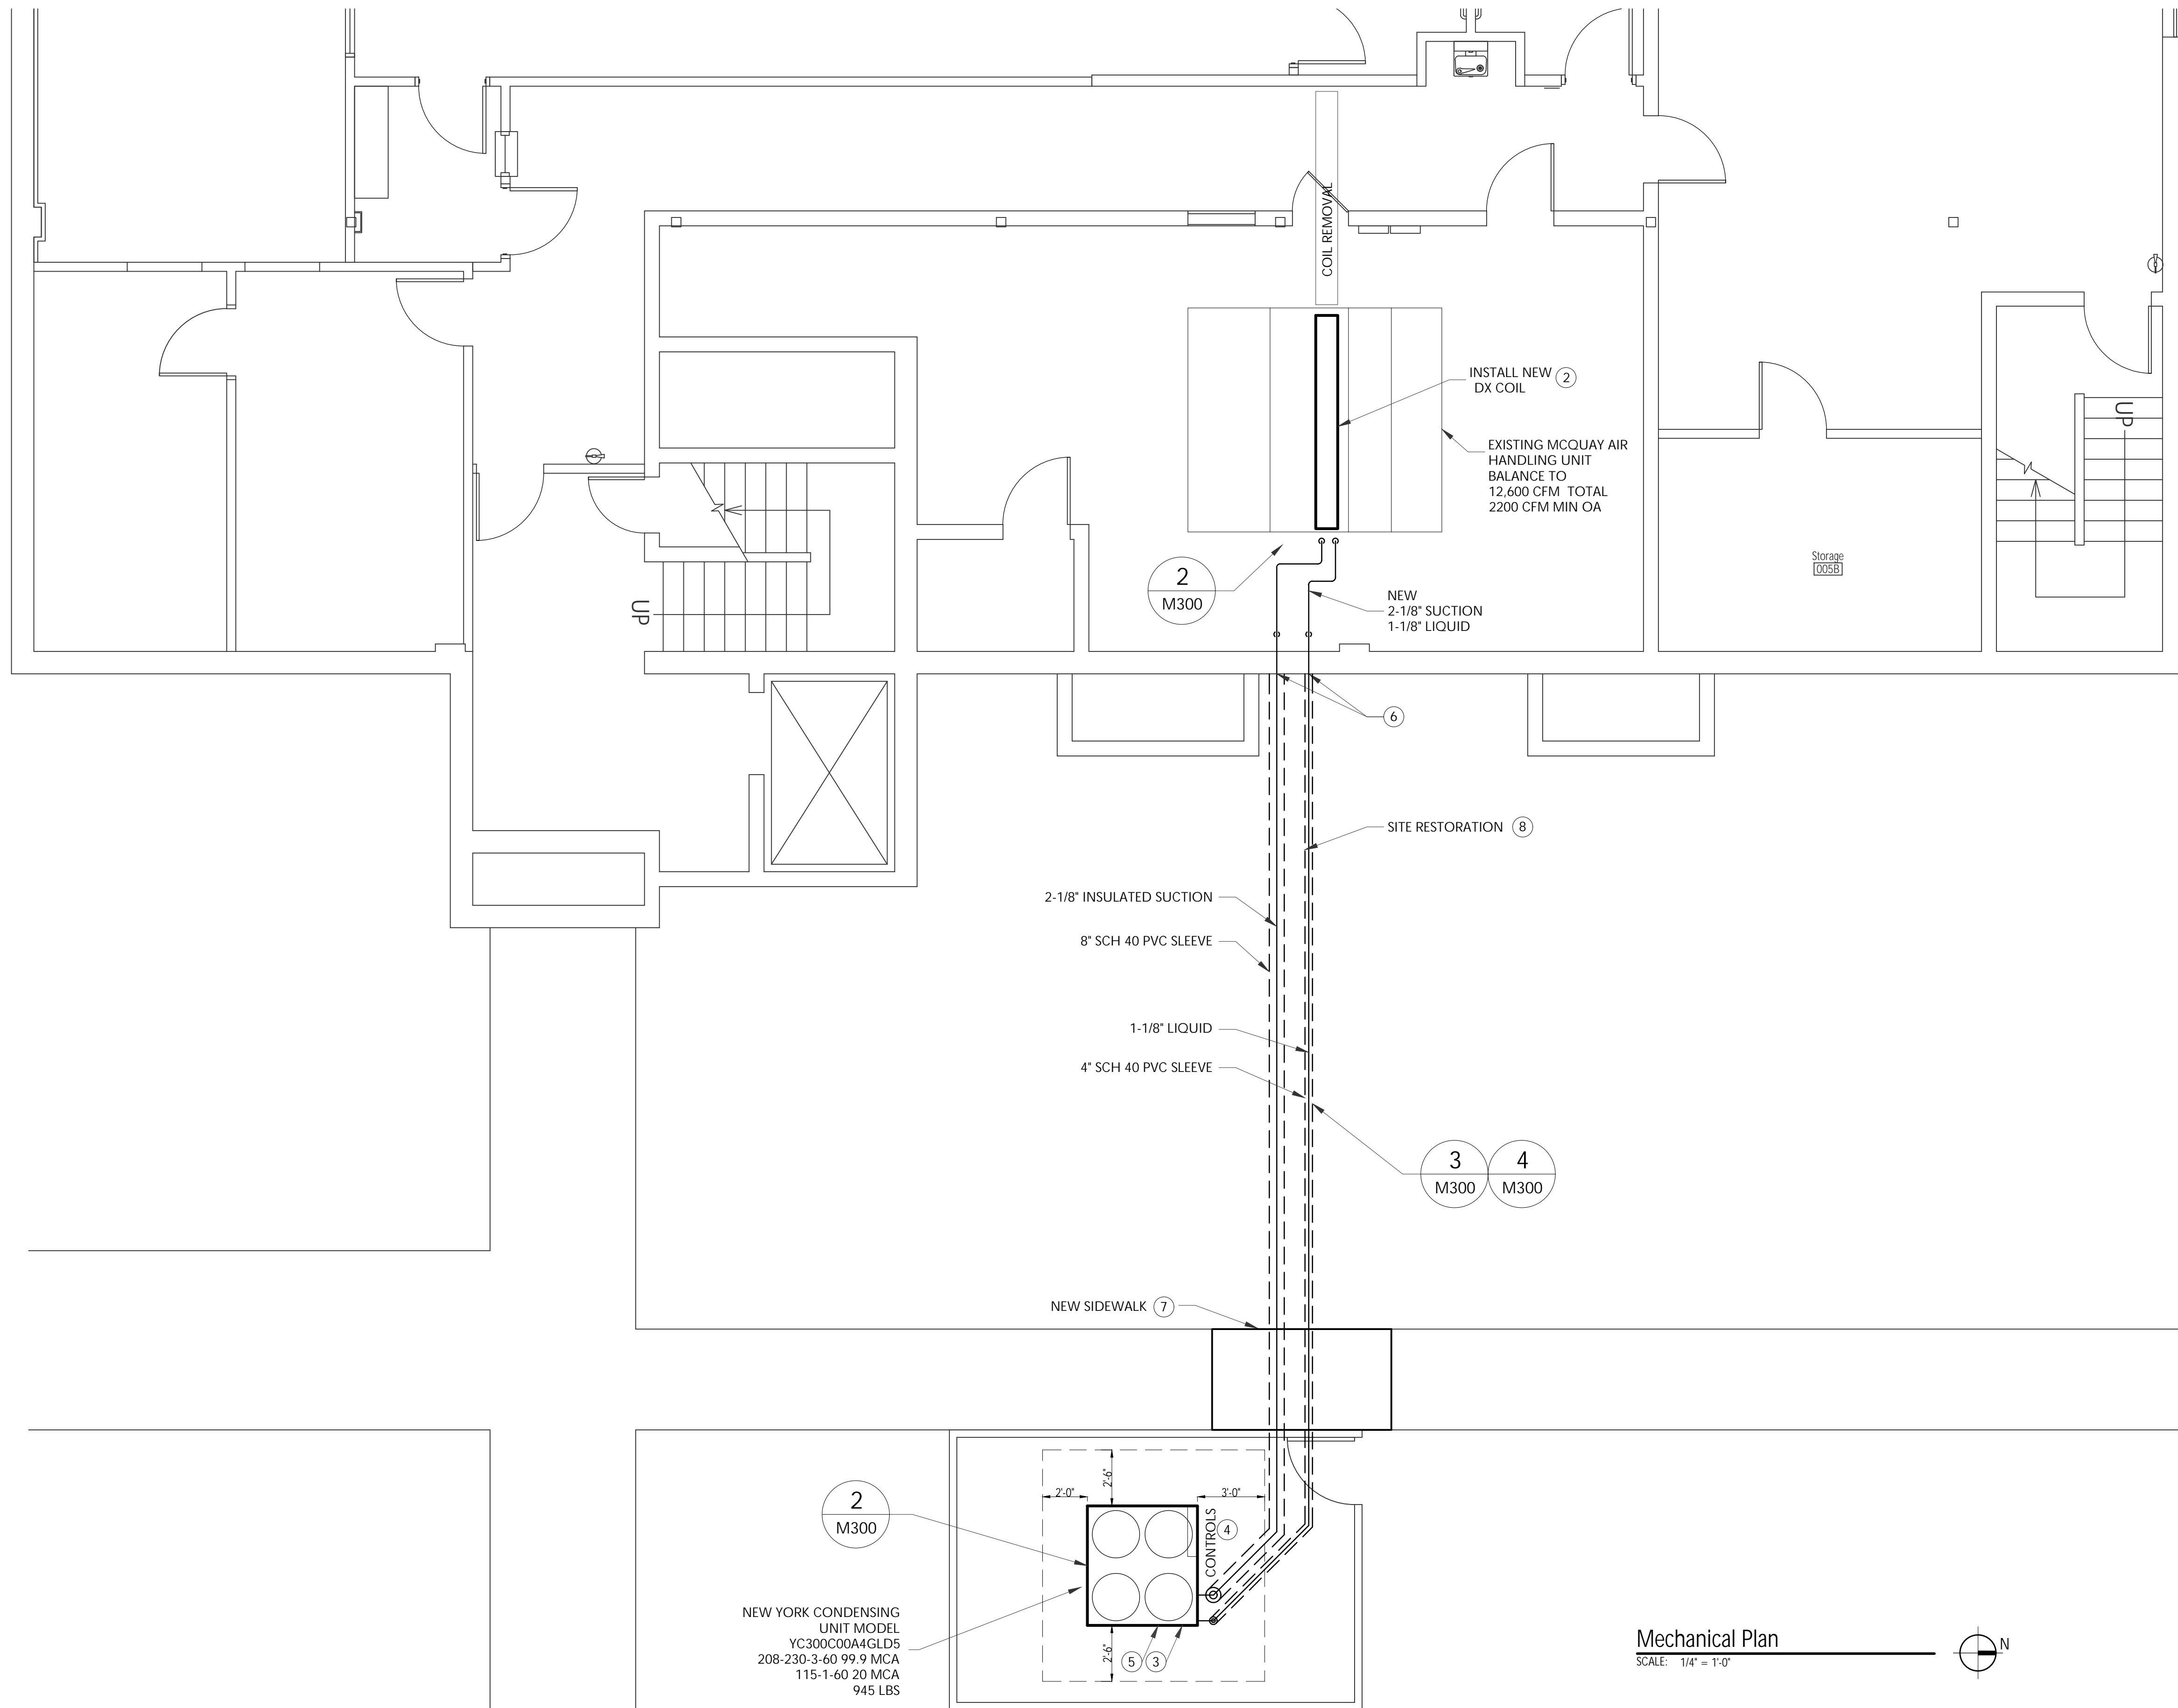 COIL REMOVAL
INSTALL NEW 2
DX COIL
EXISTING MCQUAY AIR
HANDLING UNIT
BALANCE TO
12,600 CFM TOTAL
2200 CFM MIN OA
UP
Storage
005B
2
M300
NEW
2-1/8" SUCTION
1-1/8" LIQUID
UP
6
SITE RESTORATION 8
2-1/8" INSULATED SUCTION
8" SCH 40 PVC SLEEVE
1-1/8" LIQUID
4" SCH 40 PVC SLEEVE
3
M300
4
M300
NEW SIDEWALK 7
2'-6"
2'-0"
3'-0"
CONTROLS
4
2
M300
NEW YORK CONDENSING
UNIT MODEL
YC300C00A4GLD5
208-230-3-60 99.9 MCA
115-1-60 20 MCA
945 LBS
2'-6"
5
3
Mechanical Plan
SCALE: 1/4" = 1'-0"
N